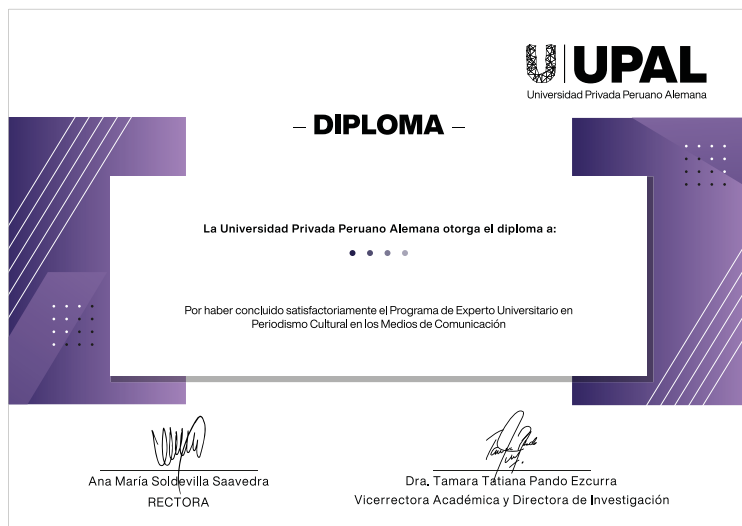 UPAL
Universidad Privada Peruano Alemana
– DIPLOMA –
La Universidad Privada Peruano Alemana otorga el diploma a:
Por haber concluido satisfactoriamente el Programa de Experto Universitario en
Periodismo Cultural en los Medios de Comunicación
Ana María Soldevilla Saavedra
RECTORA
Dra. Tamara Tatiana Pando Ezcurra
Vicerrectora Académica y Directora de Investigación